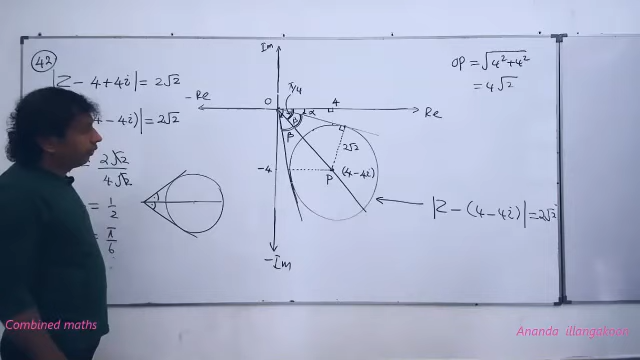 42
|Z - 4 + 4i| = 2√2
4 - 4i)| = 2√2
= 2√2 / 4√2
= 1/2
= π/6
Im
π/4
- Re
O
α
4
Re
β
β
2√2
-4
P
(4-4i)
-Im
OP = √4² + 4²
= 4√2
|Z - (4 - 4i)| = 2√2
Combined maths
Ananda illangakoon